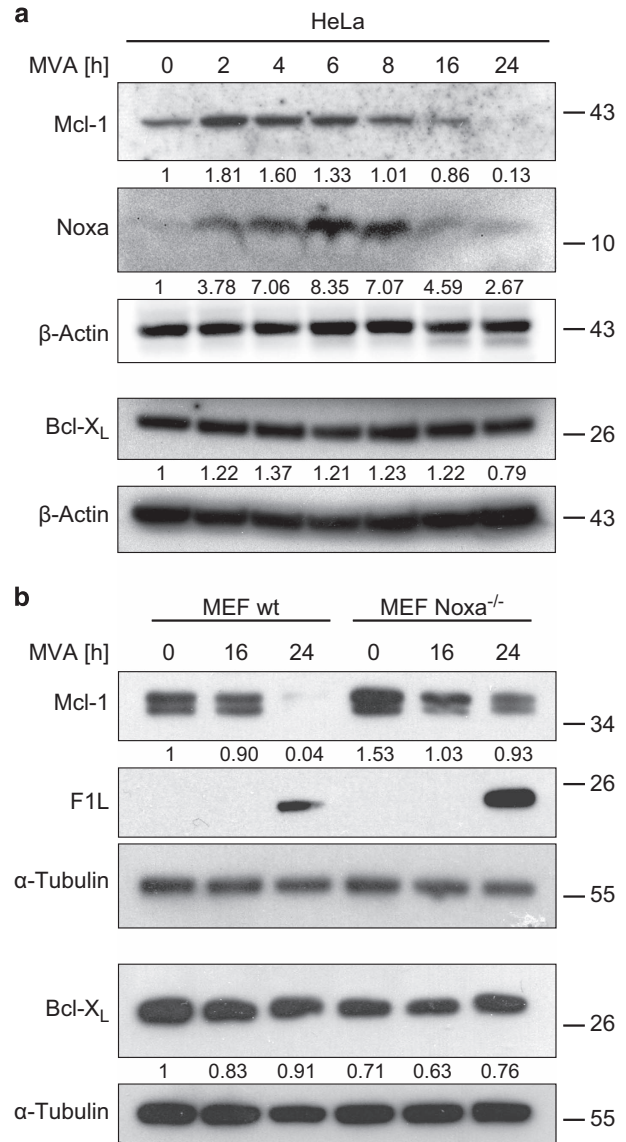 a
HeLa
MVA [h] 0 2 4 6 8 16 24
Mcl-1 — 43
1 1.81 1.60 1.33 1.01 0.86 0.13
Noxa — 10
1 3.78 7.06 8.35 7.07 4.59 2.67
β-Actin — 43
Bcl-XL — 26
1 1.22 1.37 1.21 1.23 1.22 0.79
β-Actin — 43
b
MEF wt MEF Noxa-/-
MVA [h] 0 16 24 0 16 24
Mcl-1 — 34
1 0.90 0.04 1.53 1.03 0.93
F1L — 26
α-Tubulin — 55
Bcl-XL — 26
1 0.83 0.91 0.71 0.63 0.76
α-Tubulin — 55